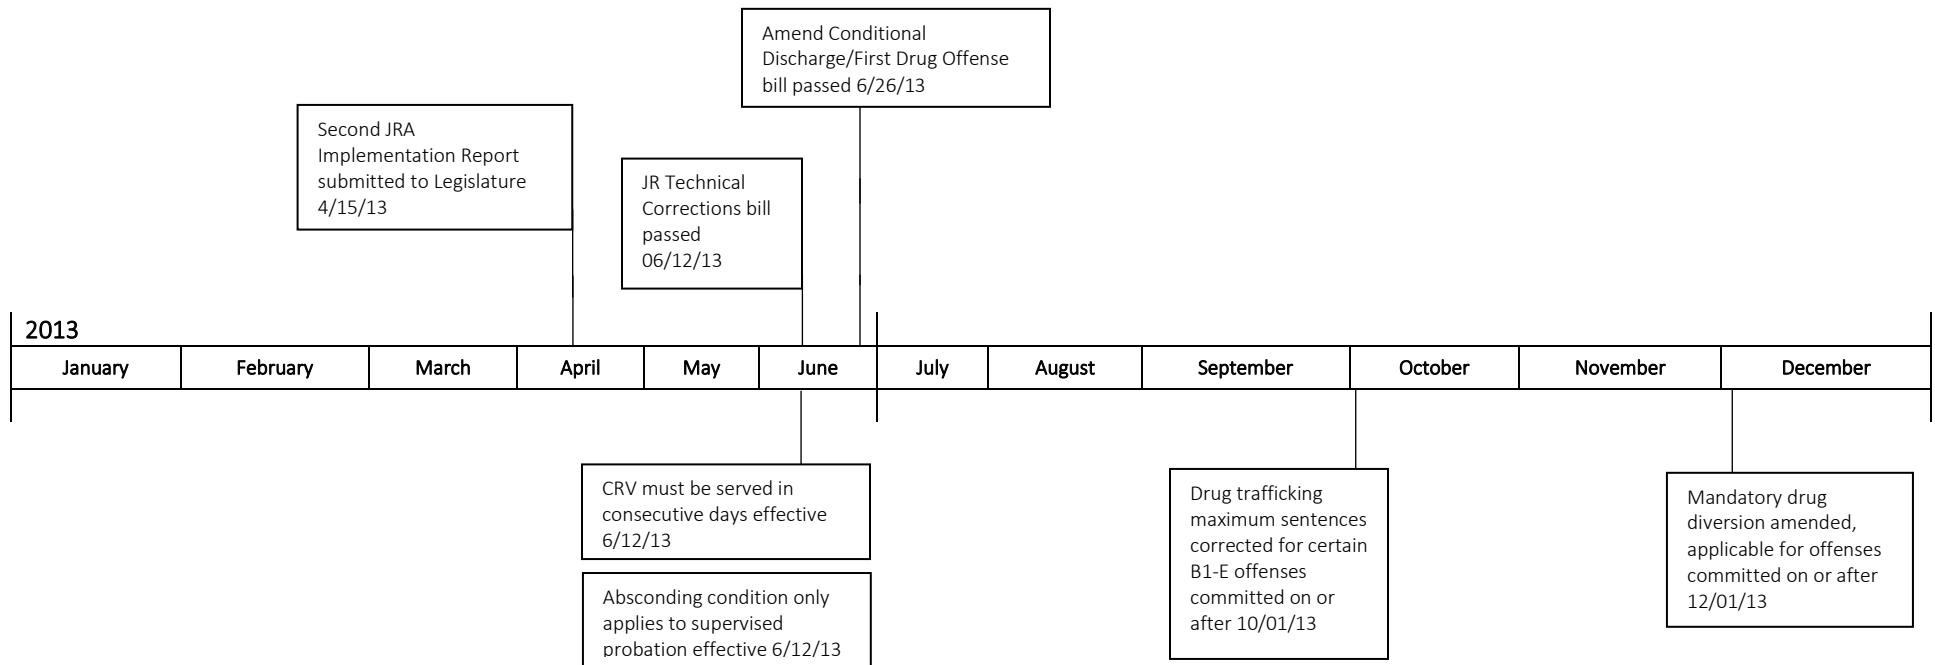 Amend Conditional
Discharge/First Drug Offense
bill passed 6/26/13
Second JRA
Implementation Report
submitted to Legislature
4/15/13
JR Technical
Corrections bill
passed
06/12/13
2013
January February March April May June July August September October November December
CRV must be served in
consecutive days effective
6/12/13
Absconding condition only
applies to supervised
probation effective 6/12/13
Drug trafficking
maximum sentences
corrected for certain
B1-E offenses
committed on or
after 10/01/13
Mandatory drug
diversion amended,
applicable for offenses
committed on or after
12/01/13